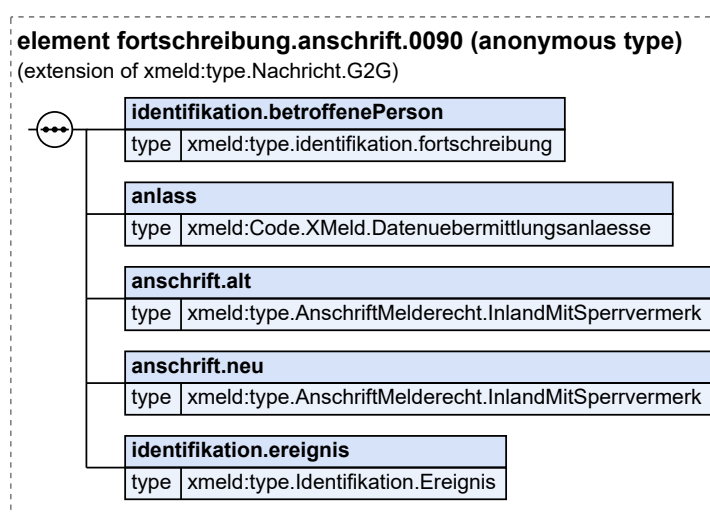 element fortschreibung.anschrift.0090 (anonymous type)
(extension of xmeld:type.Nachricht.G2G)
identifikation.betroffenePerson
type xmeld:type.identifikation.fortschreibung
anlass
type xmeld:Code.XMeld.Datenuebermittlungsanlaesse
anschrift.alt
type xmeld:type.AnschriftMelderecht.InlandMitSperrvermerk
anschrift.neu
type xmeld:type.AnschriftMelderecht.InlandMitSperrvermerk
identifikation.ereignis
type xmeld:type.Identifikation.Ereignis